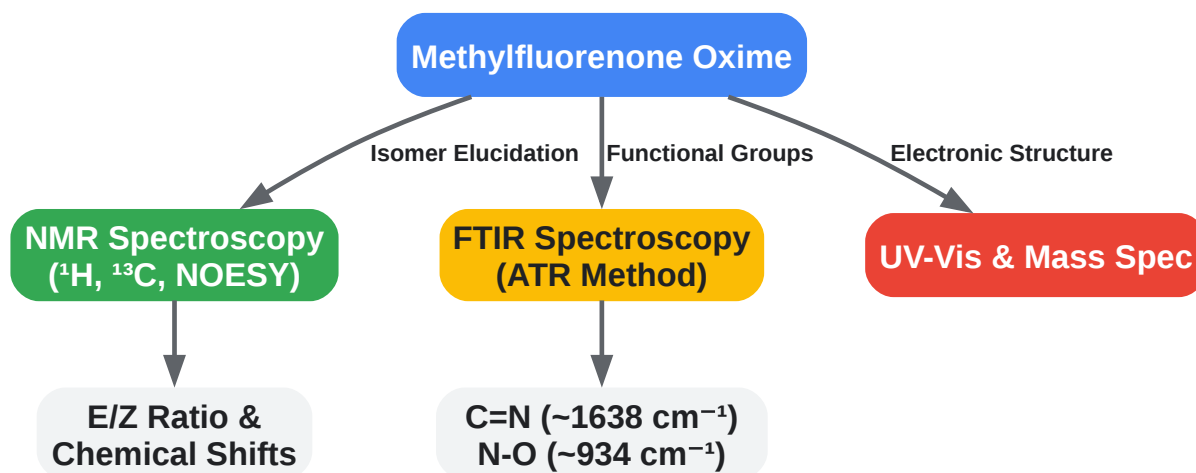 Methylfluorenone Oxime
Isomer Elucidation
Functional Groups
Electronic Structure
NMR Spectroscopy
(¹H, ¹³C, NOESY)
FTIR Spectroscopy
(ATR Method)
UV-Vis & Mass Spec
E/Z Ratio &
Chemical Shifts
C=N (~1638 cm⁻¹)
N-O (~934 cm⁻¹)